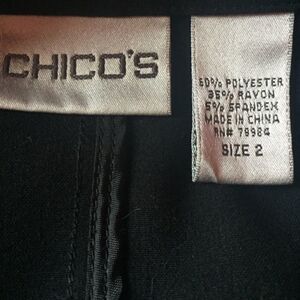 CHICO'S
60% POLYESTER
35% RAYON
5% SPANDEX
MADE IN CHINA
RN# 79984
SIZE 2